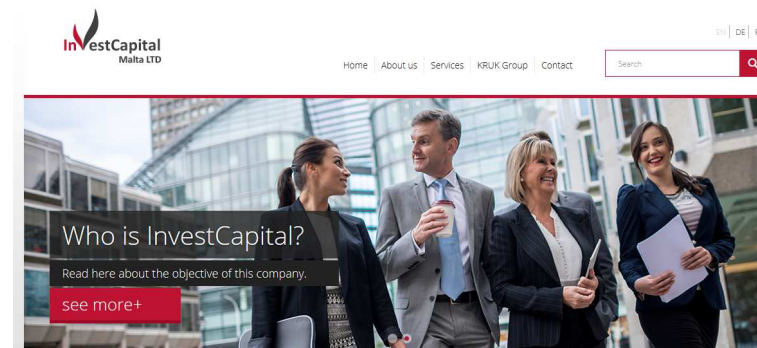 InVestCapital
Malta LTD
EN DE
Home About us Services KRUK Group Contact
Search
Who is InvestCapital?
Read here about the objective of this company.
see more+